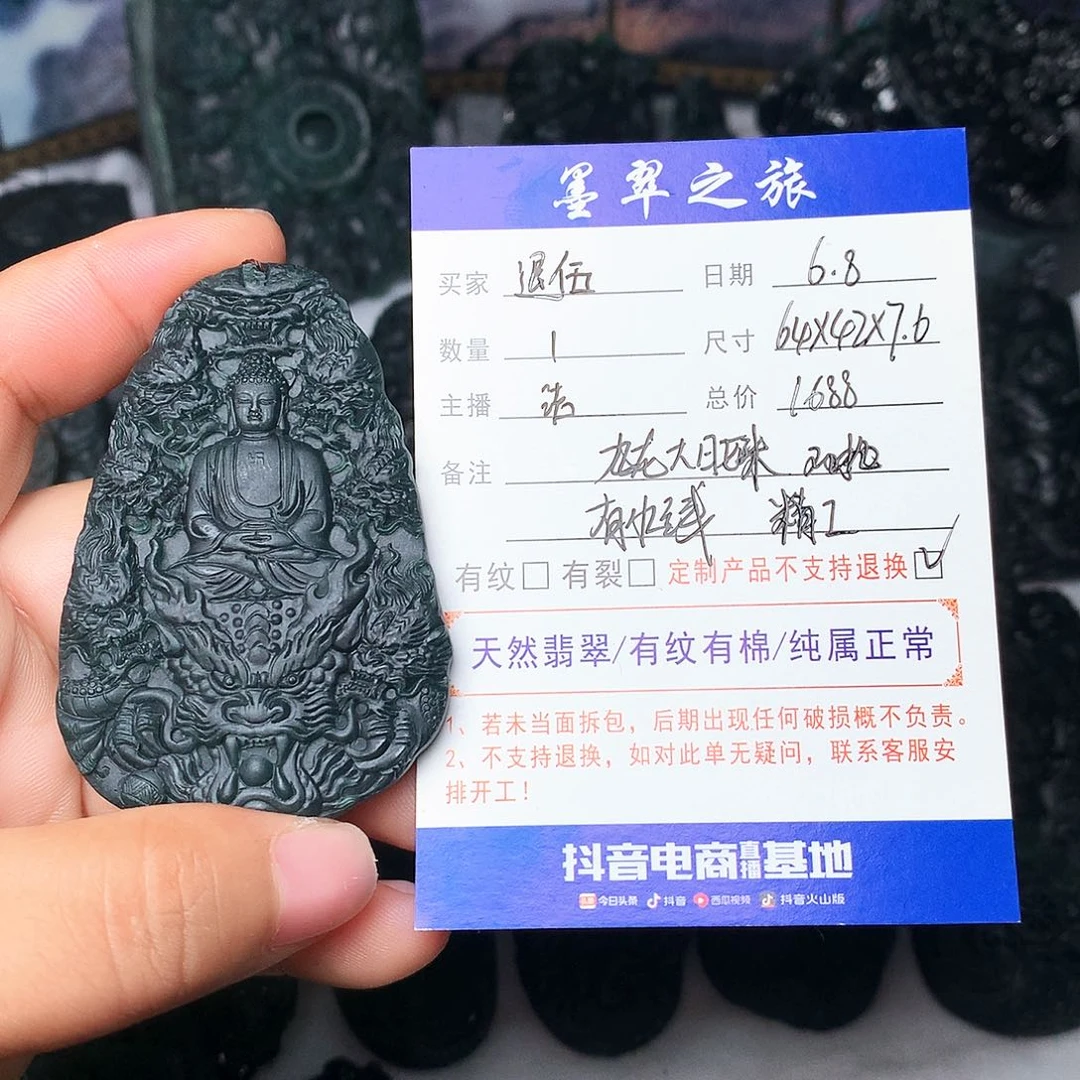 墨翠之旅
买家 退伍 日期 6.8
数量 1 尺寸 64X42X7.6
主播 总价 1688
备注 九龙大日如来
有证书 精工
有纹 有裂 定制产品不支持退换
天然翡翠/有纹有棉/纯属正常
1、若未当面拆包，后期出现任何破损概不负责。
2、不支持退换，如对此单无疑问，联系客服安
排开工！
抖音电商直播基地
今日头条 抖音 西瓜视频 抖音火山版